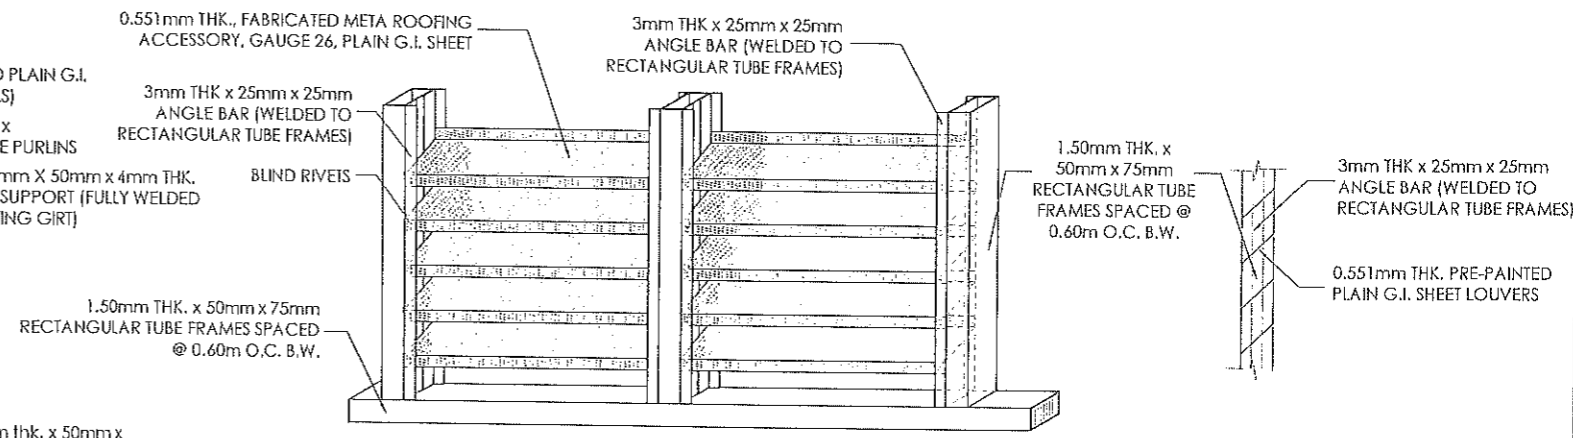 0.551mm THK., FABRICATED META ROOFING
ACCESSORY, GAUGE 26, PLAIN G.I. SHEET
3mm THK x 25mm x 25mm
ANGLE BAR (WELDED TO
RECTANGULAR TUBE FRAMES)
PLAIN G.I.
3mm THK x 25mm x 25mm
ANGLE BAR (WELDED TO
RECTANGULAR TUBE FRAMES)
x
PURLINS
mm X 50mm x 4mm THK.
SUPPORT (FULLY WELDED
GIRT)
BLIND RIVETS
1.50mm THK. x
50mm x 75mm
RECTANGULAR TUBE
FRAMES SPACED @
0.60m O.C. B.W.
3mm THK x 25mm x 25mm
ANGLE BAR (WELDED TO
RECTANGULAR TUBE FRAMES)
0.551mm THK. PRE-PAINTED
PLAIN G.I. SHEET LOUVERS
1.50mm THK. x 50mm x 75mm
RECTANGULAR TUBE FRAMES SPACED
@ 0.60m O.C. B.W.
thk. x 50mm x